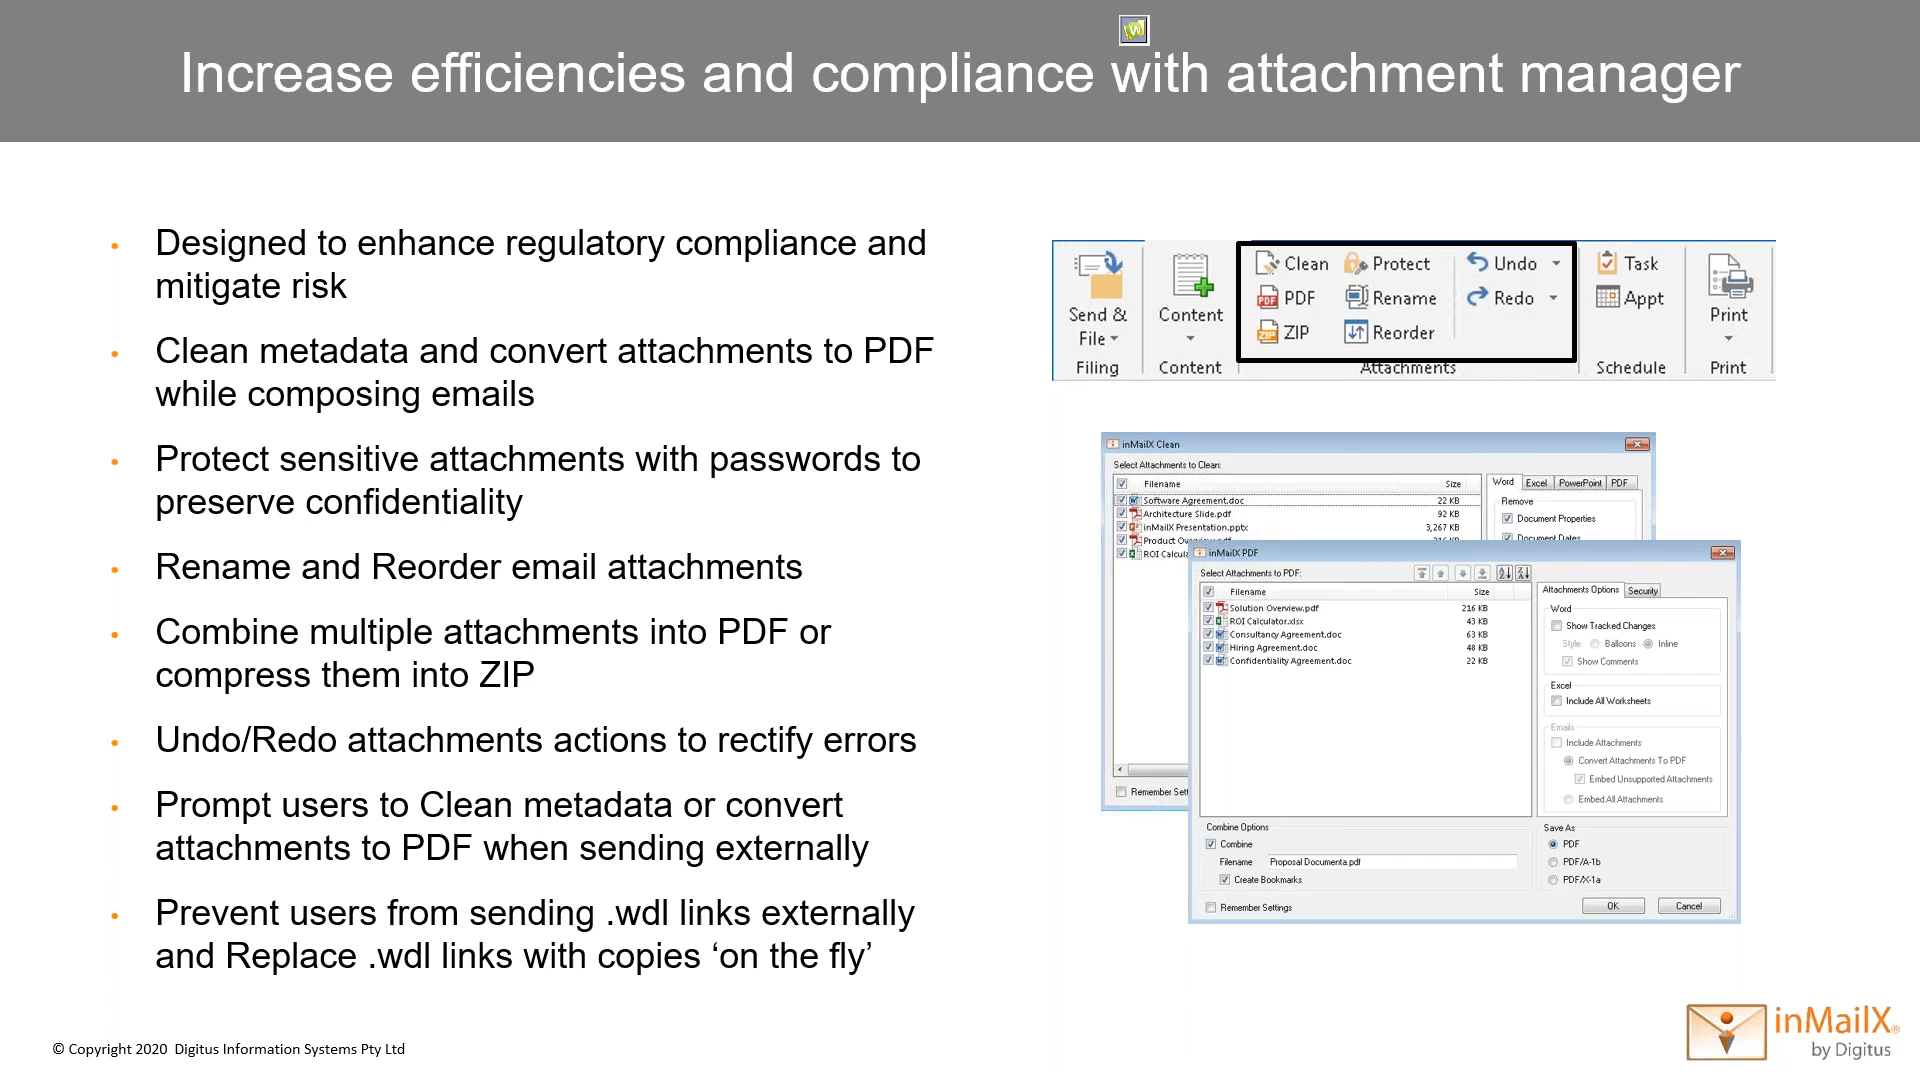 Increase efficiencies and compliance with attachment manager
• Designed to enhance regulatory compliance and
mitigate risk
• Clean metadata and convert attachments to PDF
while composing emails
• Protect sensitive attachments with passwords to
preserve confidentiality
• Rename and Reorder email attachments
• Combine multiple attachments into PDF or
compress them into ZIP
• Undo/Redo attachments actions to rectify errors
• Prompt users to Clean metadata or convert
attachments to PDF when sending externally
• Prevent users from sending .wdl links externally
and Replace .wdl links with copies ‘on the fly’
Send &
File
Filing
Content
Content
Clean Protect Undo
PDF Rename Redo
ZIP Reorder
Attachments
Task
Appt
Schedule
Print
Print
inMailX Clean
Select Attachments to Clean:
Filename Size
Software Agreement.doc 22 KB
Architecture Slide.pdf 92 KB
inMailX Presentation.pptx 3,267 KB
Product
ROI Calcula
Remember Sett
Word Excel PowerPoint PDF
Remove
Document Properties
Document Dates
inMailX PDF
Select Attachments to PDF:
Filename Size
Solution Overview.pdf 216 KB
ROI Calculator.xlsx 43 KB
Consultancy Agreement.doc 63 KB
Hiring Agreement.doc 48 KB
Confidentiality Agreement.doc 22 KB
Attachments Options Security
Word
Show Tracked Changes
Style: Balloons Inline
Show Comments
Excel
Include All Worksheets
Emails
Include Attachments
Convert Attachments To PDF
Embed Unsupported Attachments
Embed All Attachments
Combine Options
Combine
Filename Proposal Documenta.pdf
Create Bookmarks
Remember Settings
Save As
PDF
PDF/A-1b
PDF/X-1a
OK Cancel
© Copyright 2020 Digitus Information Systems Pty Ltd
inMailX®
by Digitus